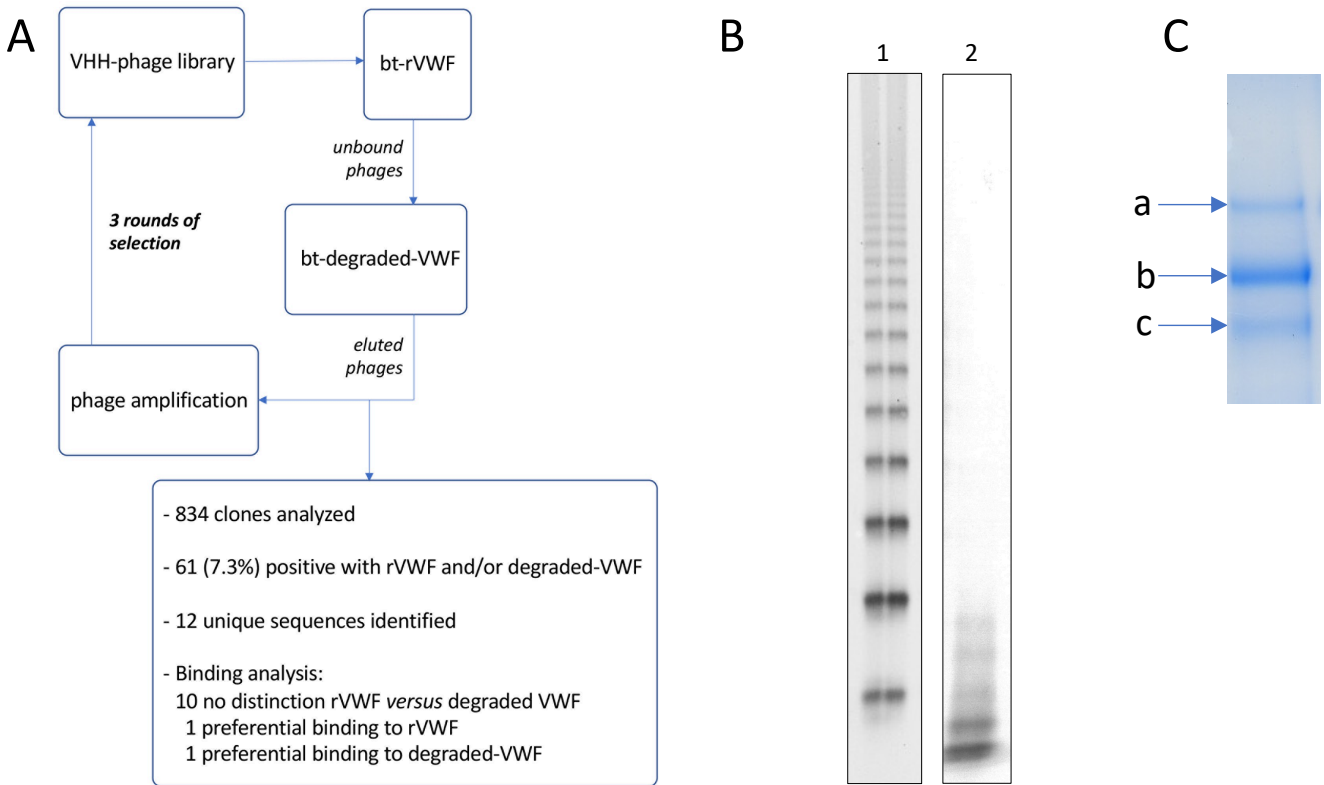 A
VHH-phage library
bt-rVWF
unbound
phages
3 rounds of
selection
bt-degraded-VWF
eluted
phages
phage amplification
- 834 clones analyzed
- 61 (7.3%) positive with rVWF and/or degraded-VWF
- 12 unique sequences identified
- Binding analysis:
10 no distinction rVWF versus degraded VWF
1 preferential binding to rVWF
1 preferential binding to degraded-VWF
B
1
2
C
a
b
c